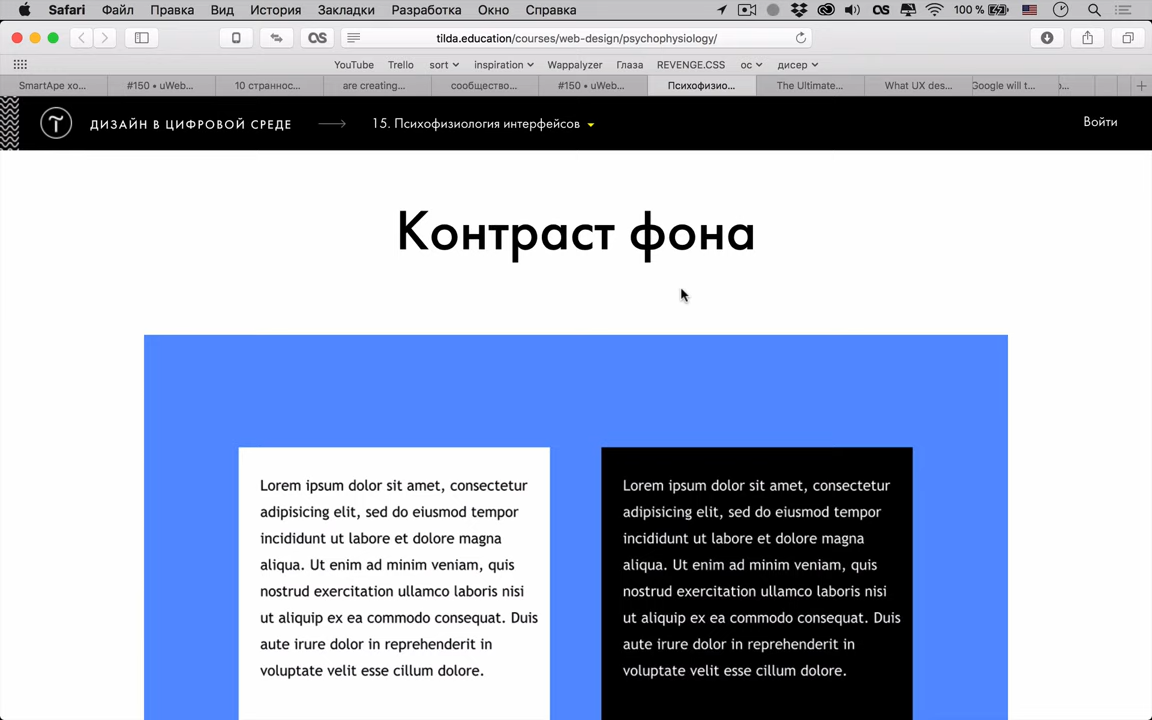 Safari Файл Правка Вид История Закладки Разработка Окно Справка 100 %
tilda.education/courses/web-design/psychophysiology/
YouTube Trello sort inspiration Wappalyzer Глаза REVENGE.CSS ос дисер
SmartApe хо... #150 • uWeb... 10 страннос... are creating... сообщество... #150 • uWeb... Психофизио... The Ultimate... What UX des... Google will t...
ДИЗАЙН В ЦИФРОВОЙ СРЕДЕ 15. Психофизиология интерфейсов Войти
Контраст фона
Lorem ipsum dolor sit amet, consectetur
adipisicing elit, sed do eiusmod tempor
incididunt ut labore et dolore magna
aliqua. Ut enim ad minim veniam, quis
nostrud exercitation ullamco laboris nisi
ut aliquip ex ea commodo consequat. Duis
aute irure dolor in reprehenderit in
voluptate velit esse cillum dolore.
Lorem ipsum dolor sit amet, consectetur
adipisicing elit, sed do eiusmod tempor
incididunt ut labore et dolore magna
aliqua. Ut enim ad minim veniam, quis
nostrud exercitation ullamco laboris nisi
ut aliquip ex ea commodo consequat. Duis
aute irure dolor in reprehenderit in
voluptate velit esse cillum dolore.